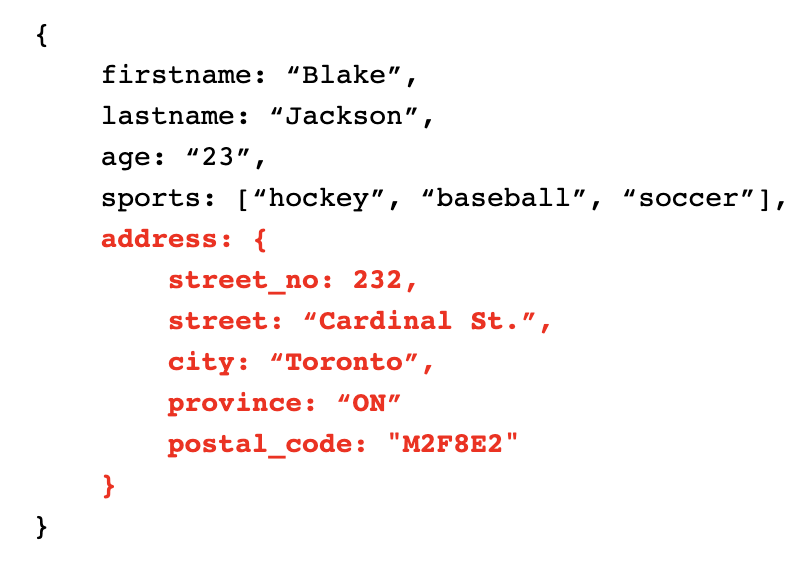 {
firstname: “Blake”,
lastname: “Jackson”,
age: “23”,
sports: [“hockey”, “baseball”, “soccer”],
address: {
street_no: 232,
street: “Cardinal St.”,
city: “Toronto”,
province: “ON”
postal_code: "M2F8E2"
}
}